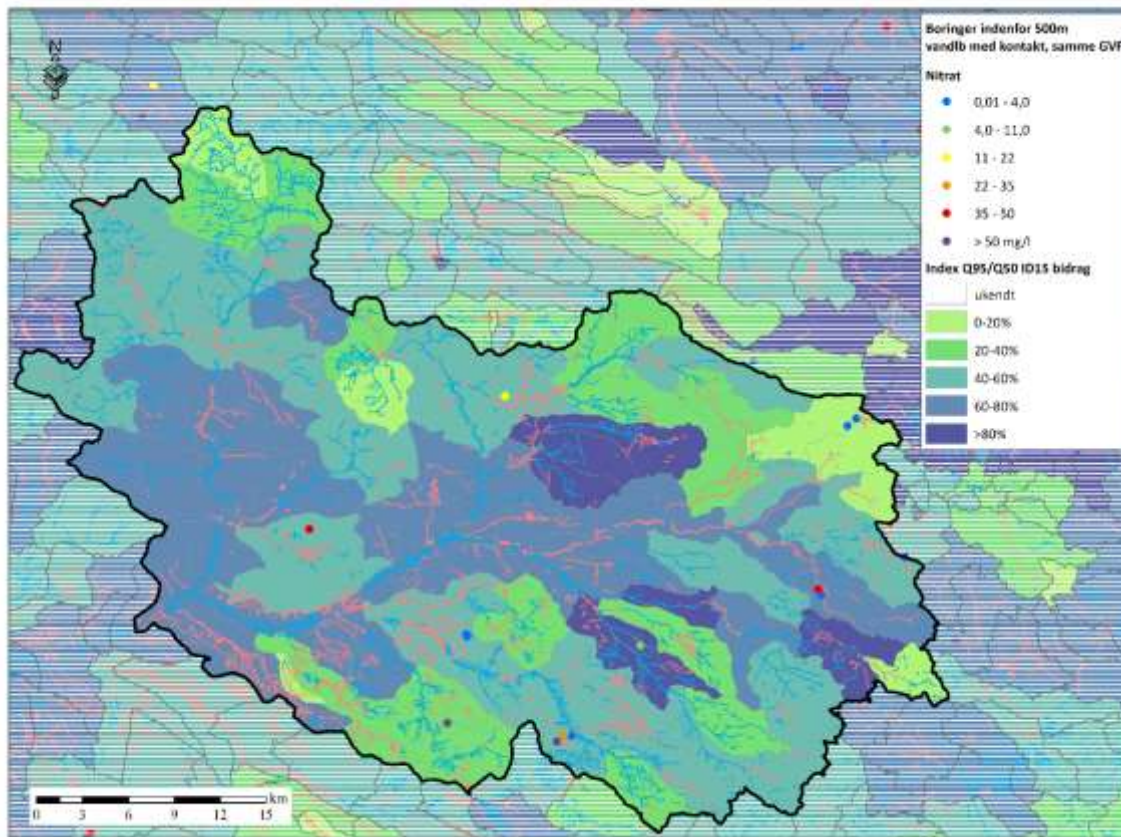 N
Boringer indenfor 500m
vandlb med kontakt, samme GVF
Nitrat
0,01 - 4,0
4,0 - 11,0
11 - 22
22 - 35
35 - 50
> 50 mg/l
Index Q95/Q50 ID15 bidrag
ukendt
0-20%
20-40%
40-60%
60-80%
>80%
km
0 3 6 9 12 15